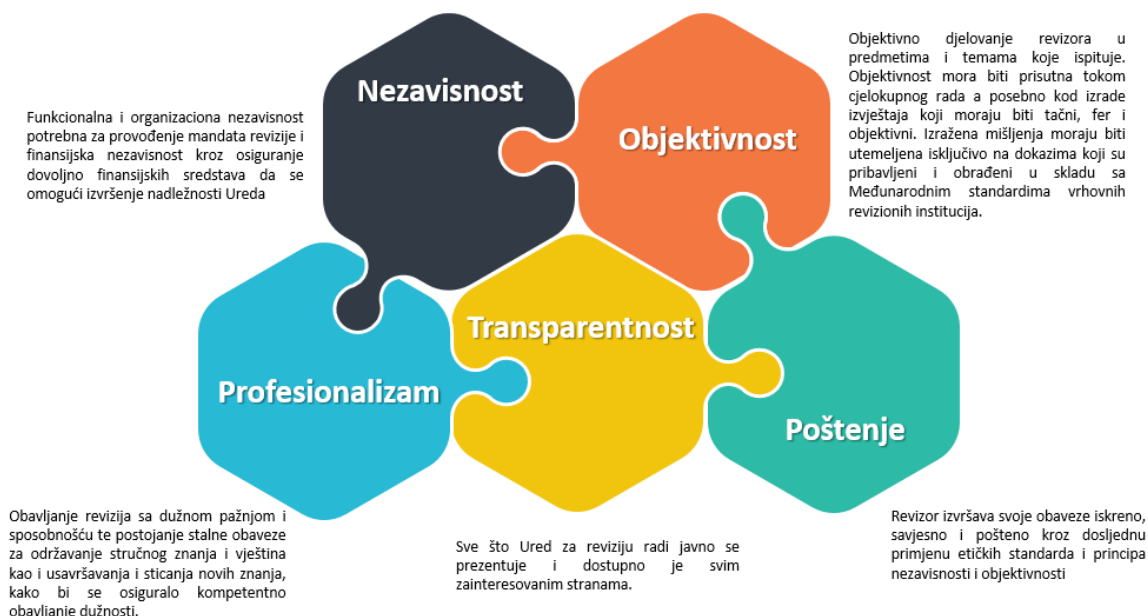 Nezavisnost
Funkcionalna i organizaciona nezavisnost
potrebna za provođenje mandata revizije i
finansijska nezavisnost kroz osiguranje
dovoljno finansijskih sredstava da se
omogući izvršenje nadležnosti Ureda
Objektivnost
Objektivno djelovanje revizora u
predmetima i temama koje ispituje.
Objektivnost mora biti prisutna tokom
cjelokupnog rada a posebno kod izrade
izvještaja koji moraju biti tačni, fer i
objektivni. Izražena mišljenja moraju biti
utemeljena isključivo na dokazima koji su
pribavljeni i obrađeni u skladu sa
Međunarodnim standardima vrhovnih
revizionih institucija.
Profesionalizam
Obavljanje revizija sa dužnom pažnjom i
sposobnošću te postojanje stalne obaveze
za održavanje stručnog znanja i vještina
kao i usavršavanja i sticanja novih znanja,
kako bi se osiguralo kompetentno
obavljanje dužnosti.
Transparentnost
Sve što Ured za reviziju radi javno se
prezentuje i dostupno je svim
zainteresovanim stranama.
Poštenje
Revizor izvršava svoje obaveze iskreno,
savjesno i pošteno kroz dosljednu
primjenu etičkih standarda i principa
nezavisnosti i objektivnosti